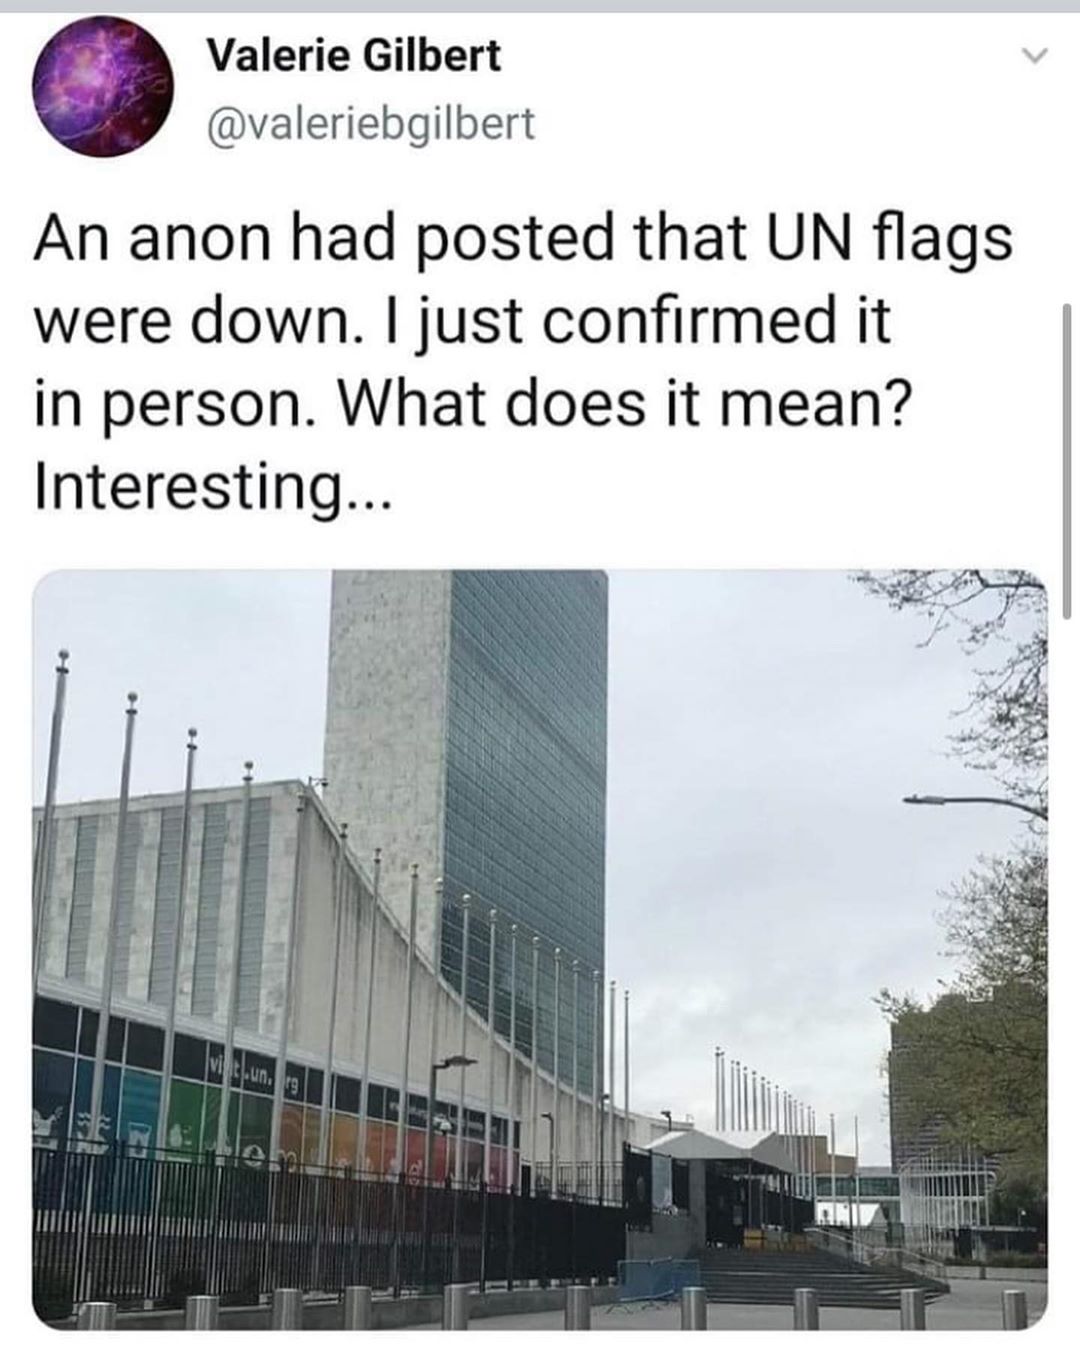 Valerie Gilbert
@valeriebgilbert
An anon had posted that UN flags
were down. I just confirmed it
in person. What does it mean?
Interesting...